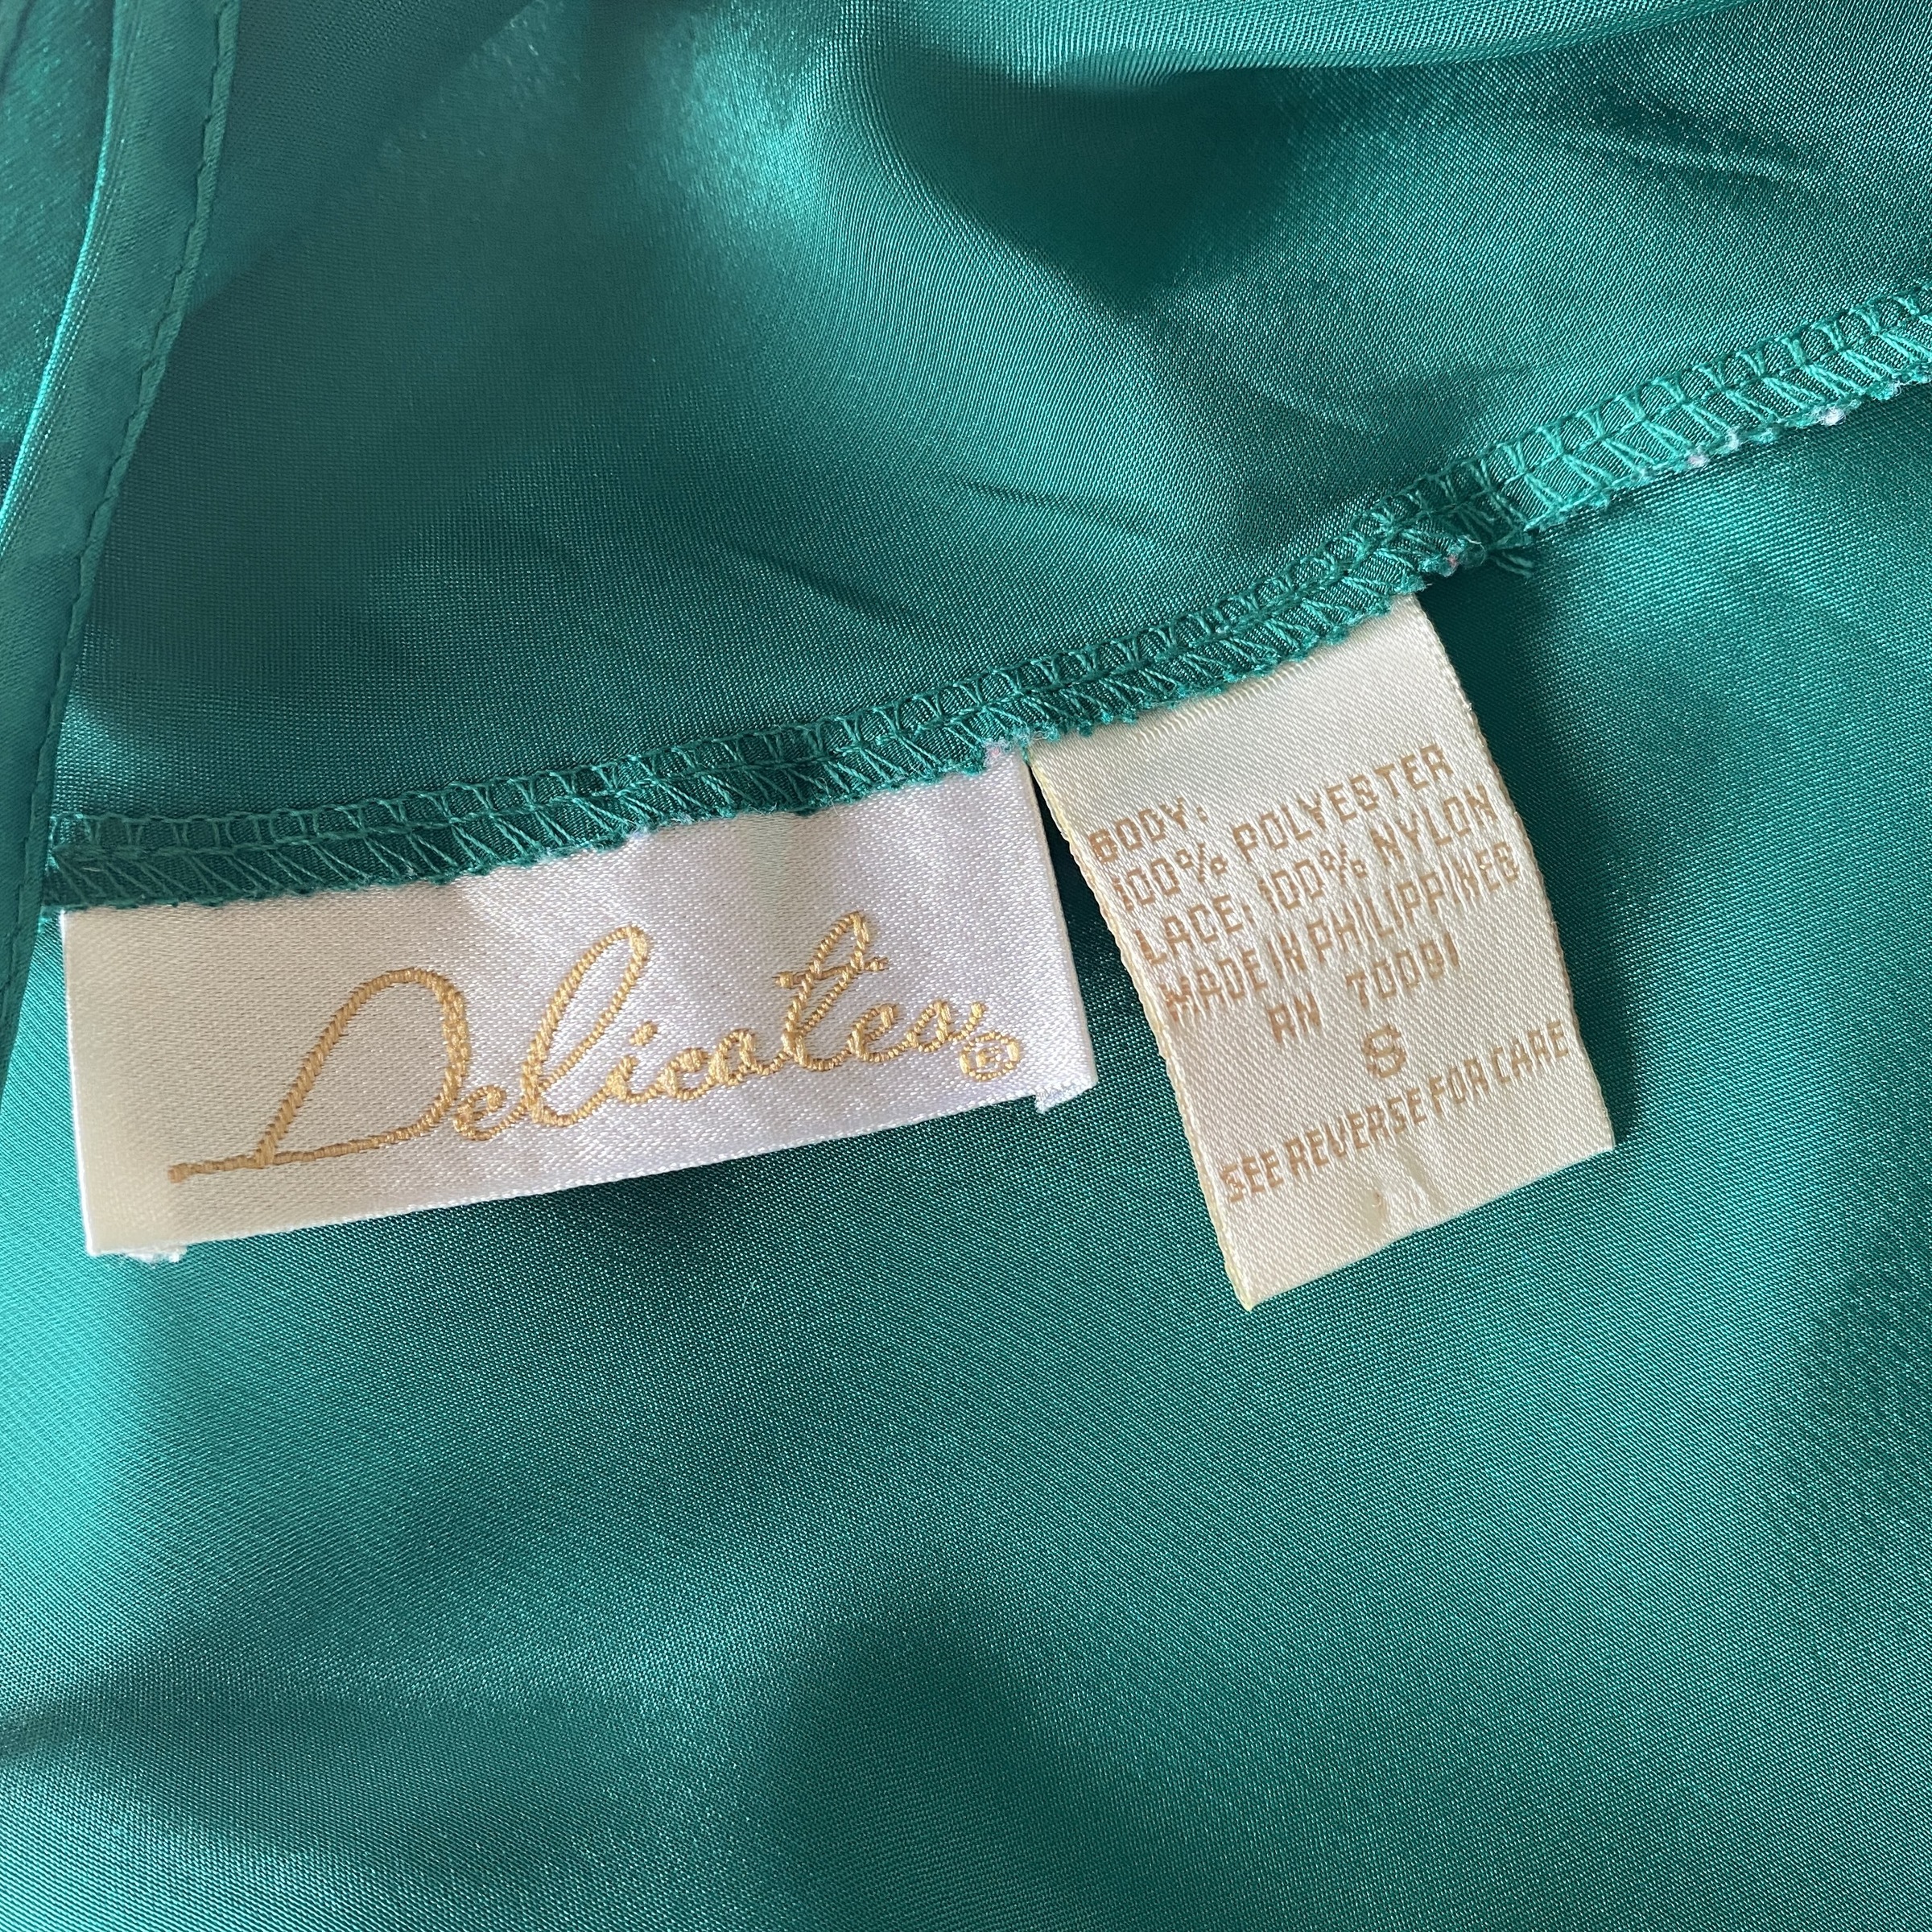 Delicates®
BODY:
100% POLYESTER
LACE: 100% NYLON
MADE IN PHILIPPINES
RN 70091
S
SEE REVERSE FOR CARE